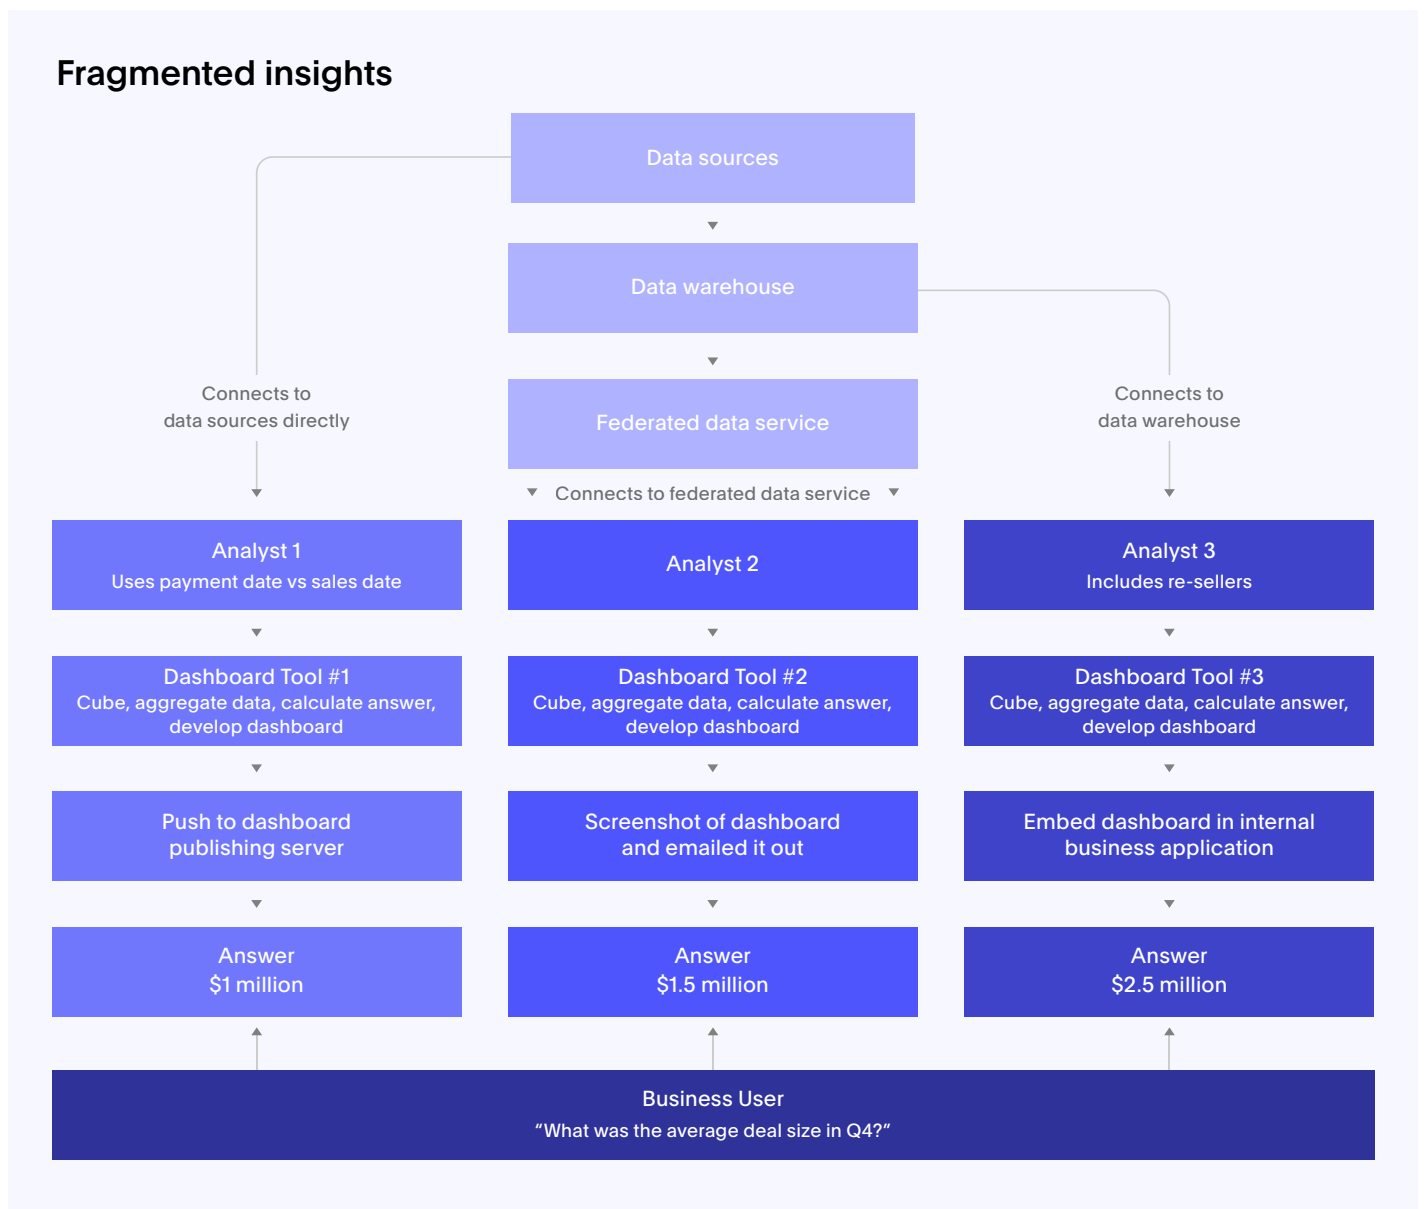 Fragmented insights
Data sources
Data warehouse
Connects to
data sources directly
Federated data service
Connects to
data warehouse
Connects to federated data service
Analyst 1
Uses payment date vs sales date
Analyst 2
Analyst 3
Includes re-sellers
Dashboard Tool #1
Cube, aggregate data, calculate answer,
develop dashboard
Dashboard Tool #2
Cube, aggregate data, calculate answer,
develop dashboard
Dashboard Tool #3
Cube, aggregate data, calculate answer,
develop dashboard
Push to dashboard
publishing server
Screenshot of dashboard
and emailed it out
Embed dashboard in internal
business application
Answer
$1 million
Answer
$1.5 million
Answer
$2.5 million
Business User
“What was the average deal size in Q4?“